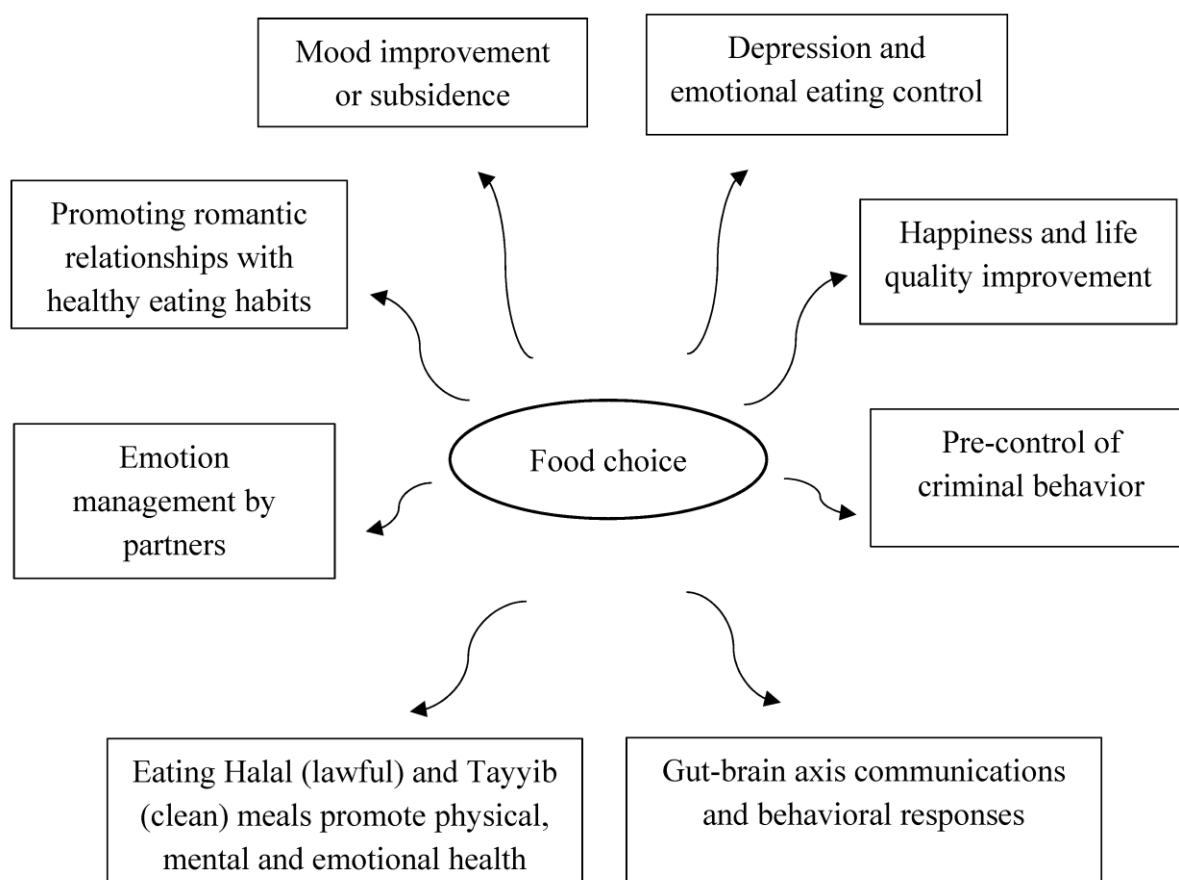 Mood improvement
or subsidence
Depression and
emotional eating control
Promoting romantic
relationships with
healthy eating habits
Happiness and life
quality improvement
Food choice
Emotion
management by
partners
Pre-control of
criminal behavior
Eating Halal (lawful) and Tayyib
(clean) meals promote physical,
mental and emotional health
Gut-brain axis communications
and behavioral responses